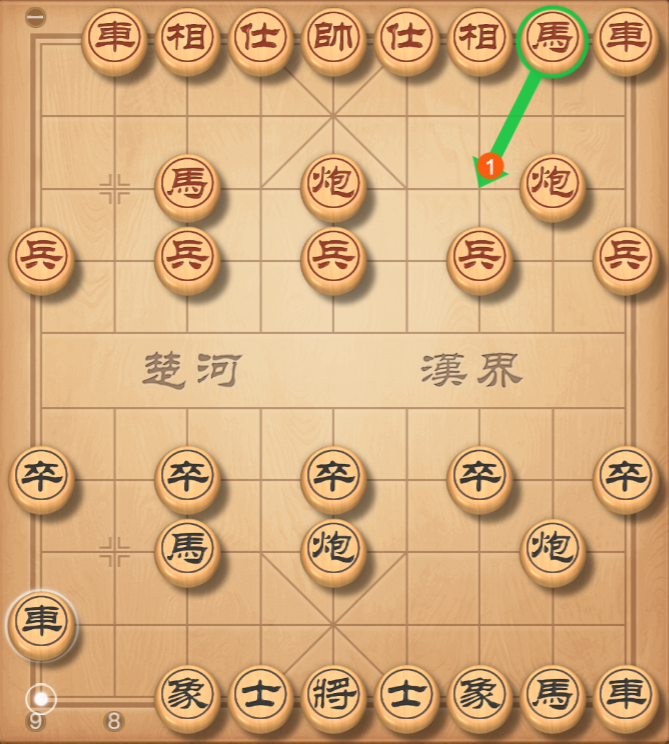 一
車 相 仕 帥 仕 相 馬 車
1
馬 炮 炮
兵 兵 兵 兵 兵
楚河 漢界
卒 卒 卒 卒 卒
馬 炮 炮
車
象 士 將 士 象 馬 車
9 8